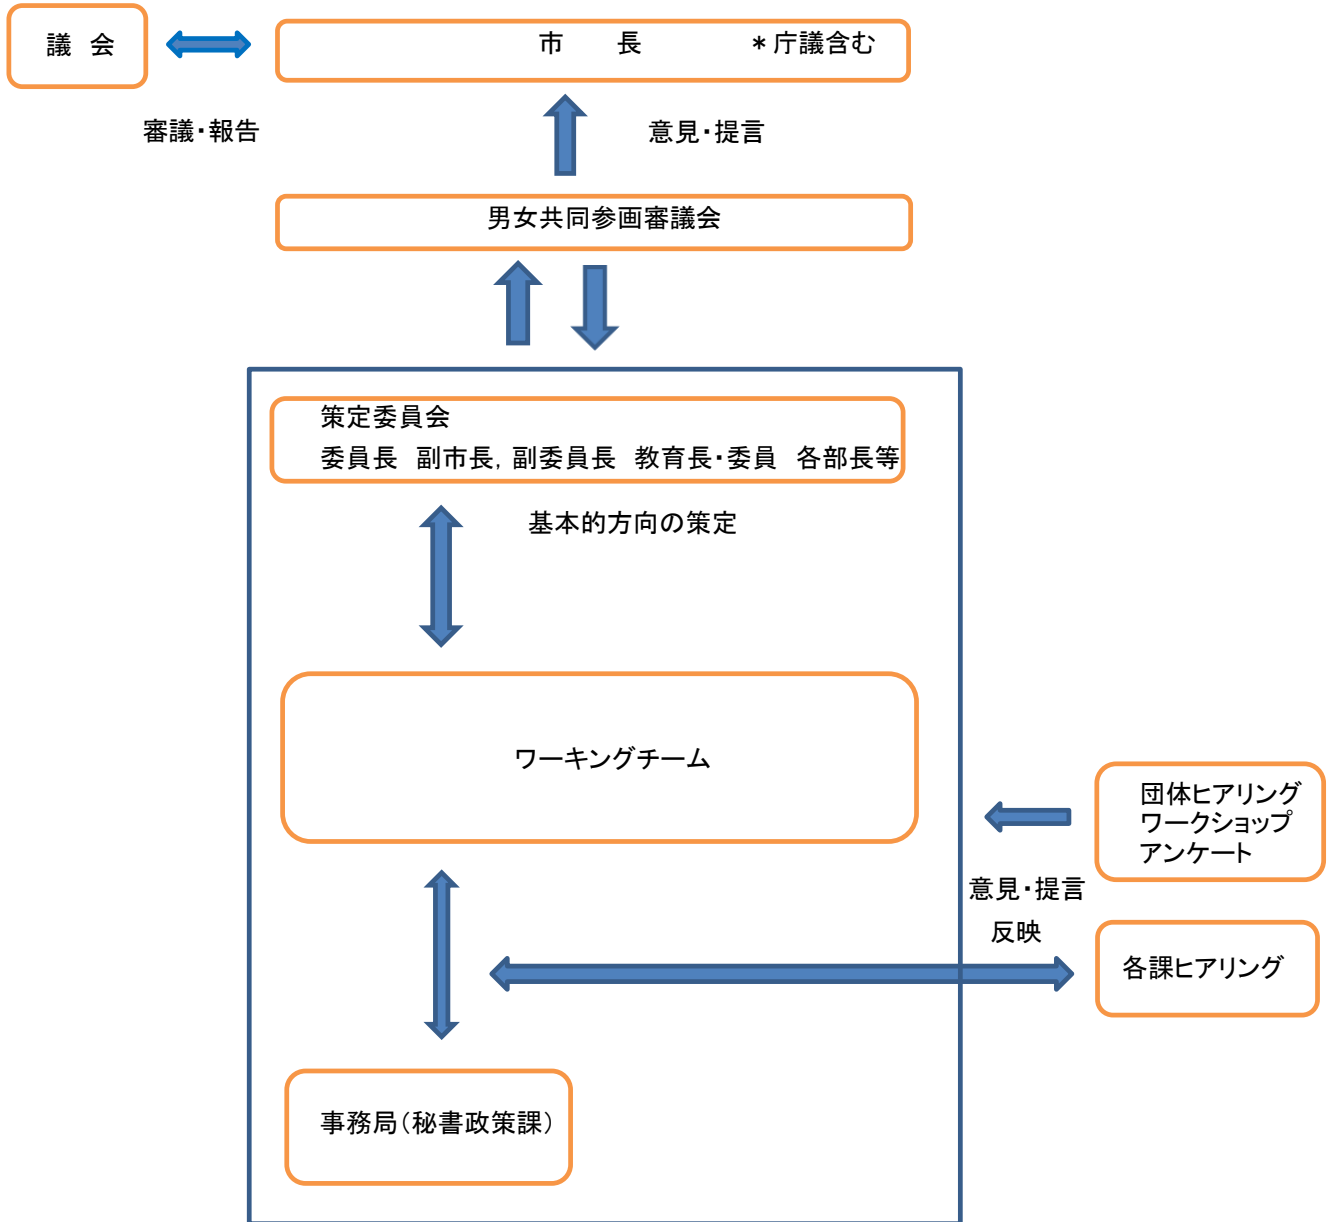 議　会
市　　長　　　　＊庁議含む
審議・報告
意見・提言
男女共同参画審議会
策定委員会
委員長　副市長，副委員長　教育長・委員　各部長等
基本的方向の策定
ワーキングチーム
団体ヒアリング
ワークショップ
アンケート
意見・提言
反映
各課ヒアリング
事務局（秘書政策課）